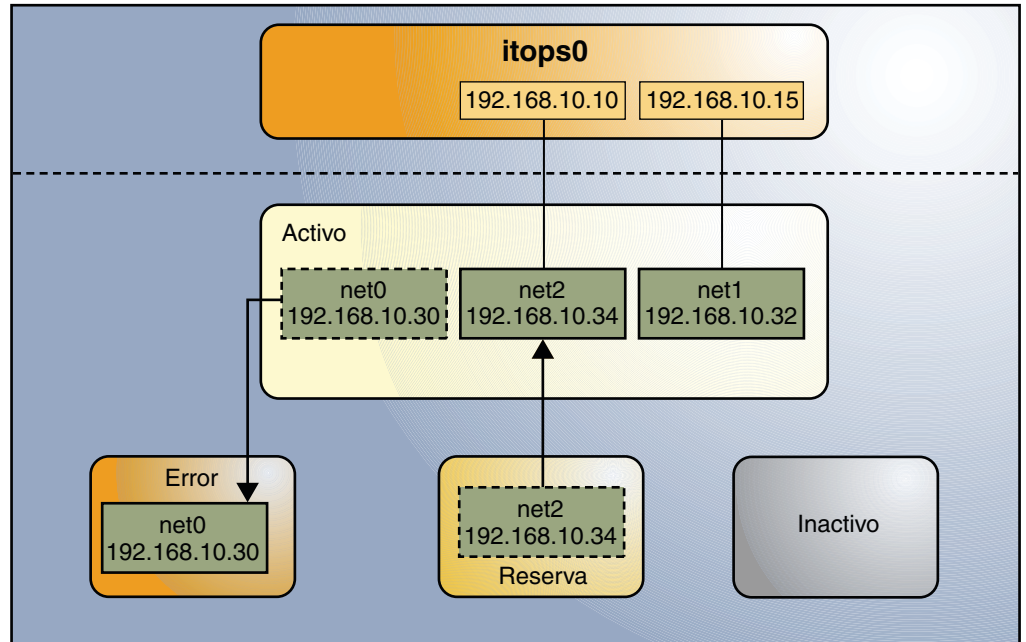 itops0
192.168.10.10
192.168.10.15
Activo
net0
192.168.10.30
net2
192.168.10.34
net1
192.168.10.32
Error
net0
192.168.10.30
net2
192.168.10.34
Reserva
Inactivo